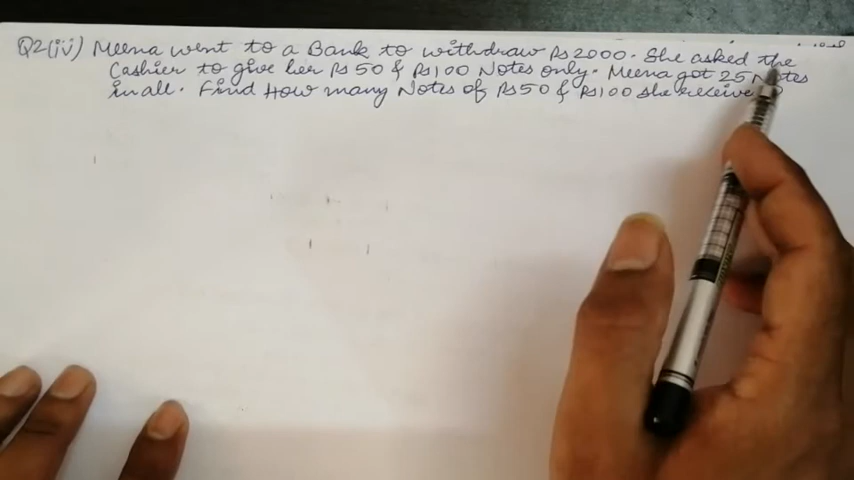 Q2(iv) Meena went to a Bank to withdraw Rs 2000. She asked the
Cashier to give her Rs 50 & Rs 100 Notes only. Meena got 25 Notes
in all. Find How many Notes of Rs 50 & Rs 100 she